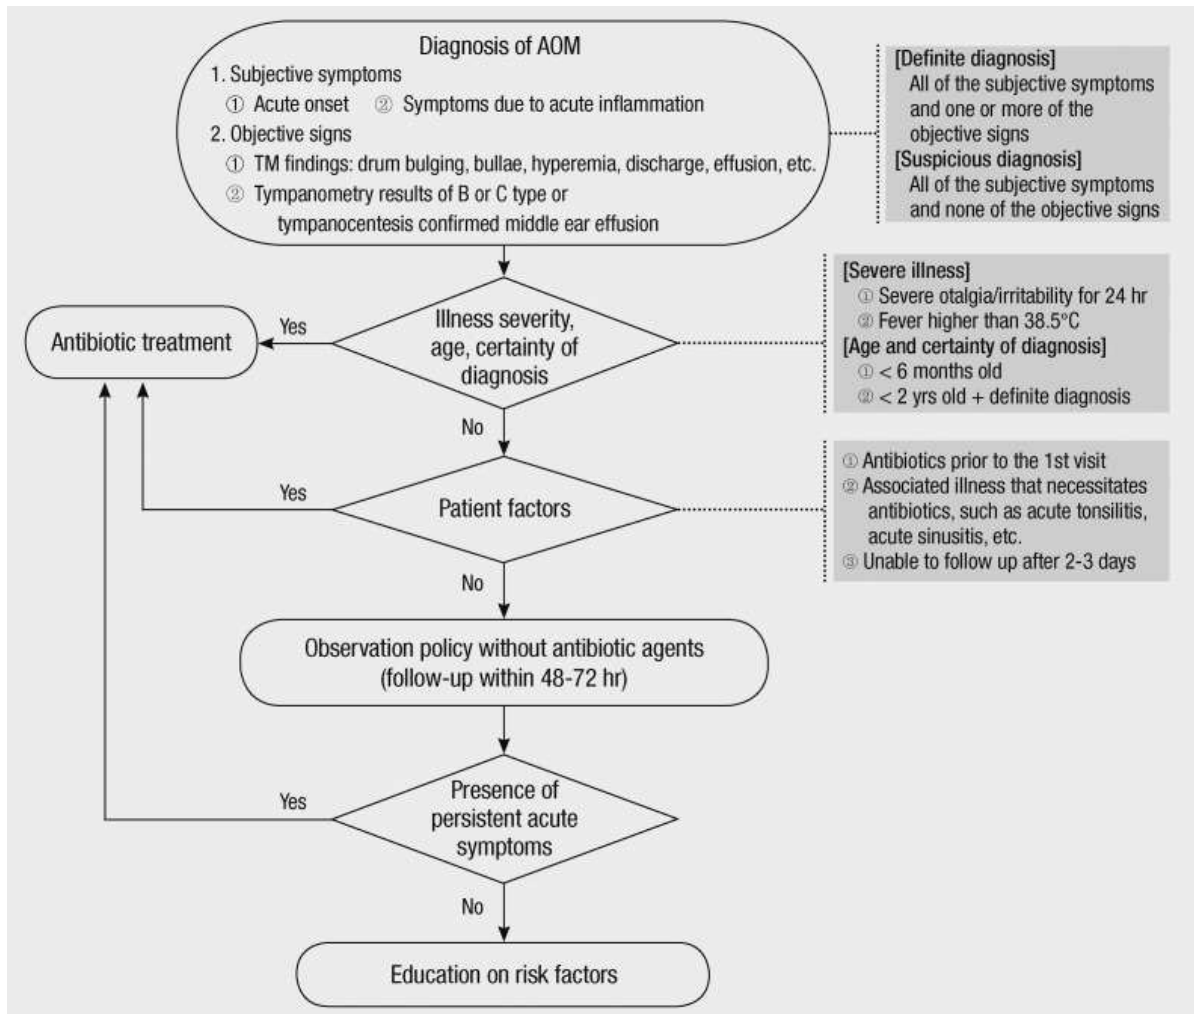 Diagnosis of AOM
1. Subjective symptoms
① Acute onset ② Symptoms due to acute inflammation
2. Objective signs
① TM findings: drum bulging, bullae, hyperemia, discharge, effusion, etc.
② Tympanometry results of B or C type or
tympanocentesis confirmed middle ear effusion
[Definite diagnosis]
All of the subjective symptoms
and one or more of the
objective signs
[Suspicious diagnosis]
All of the subjective symptoms
and none of the objective signs
Illness severity,
age, certainty of
diagnosis
Yes
Antibiotic treatment
[Severe illness]
① Severe otalgia/irritability for 24 hr
② Fever higher than 38.5°C
[Age and certainty of diagnosis]
① < 6 months old
② < 2 yrs old + definite diagnosis
No
Patient factors
Yes
① Antibiotics prior to the 1st visit
② Associated illness that necessitates
antibiotics, such as acute tonsilitis,
acute sinusitis, etc.
③ Unable to follow up after 2-3 days
No
Observation policy without antibiotic agents
(follow-up within 48-72 hr)
Presence of
persistent acute
symptoms
Yes
No
Education on risk factors